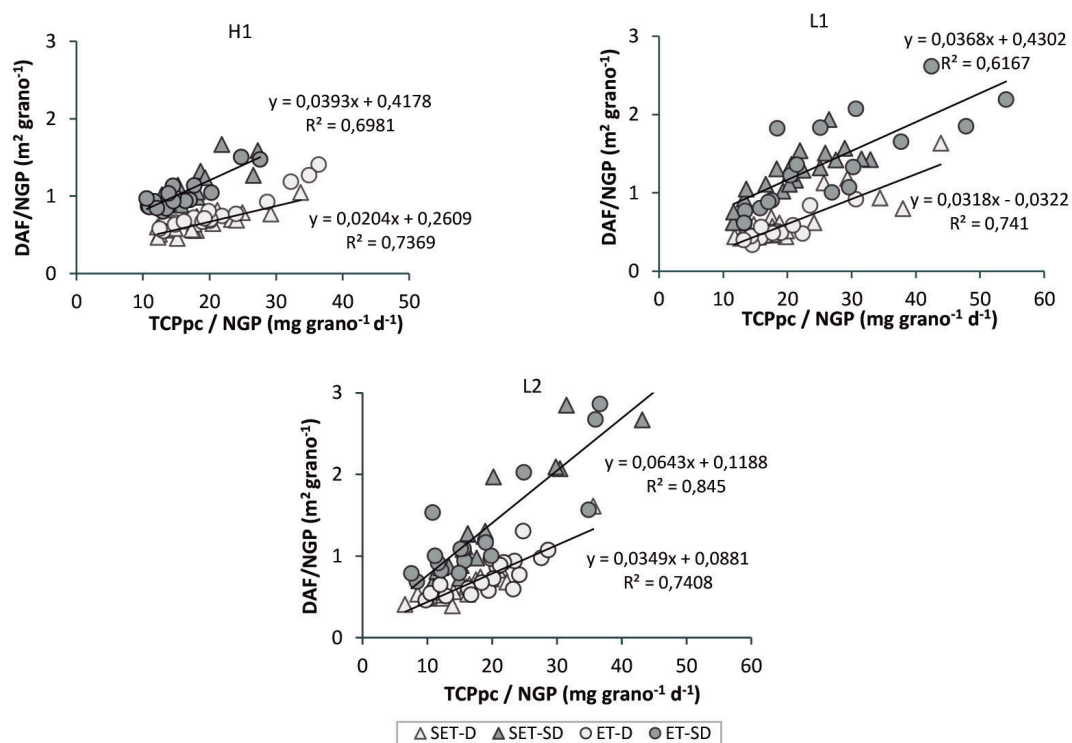 H1
3
2
1
0
0 10 20 30 40 50
DAF/NGP (m² grano⁻¹)
TCPpc / NGP (mg grano⁻¹ d⁻¹)
y = 0,0393x + 0,4178
R² = 0,6981
y = 0,0204x + 0,2609
R² = 0,7369
L1
3
2
1
0
0 10 20 30 40 50 60
DAF/NGP (m² grano⁻¹)
TCPpc / NGP (mg grano⁻¹ d⁻¹)
y = 0,0368x + 0,4302
R² = 0,6167
y = 0,0318x - 0,0322
R² = 0,741
L2
3
2
1
0
0 10 20 30 40 50 60
DAF/NGP (m² grano⁻¹)
TCPpc / NGP (mg grano⁻¹ d⁻¹)
y = 0,0643x + 0,1188
R² = 0,845
y = 0,0349x + 0,0881
R² = 0,7408
SET-D SET-SD ET-D ET-SD